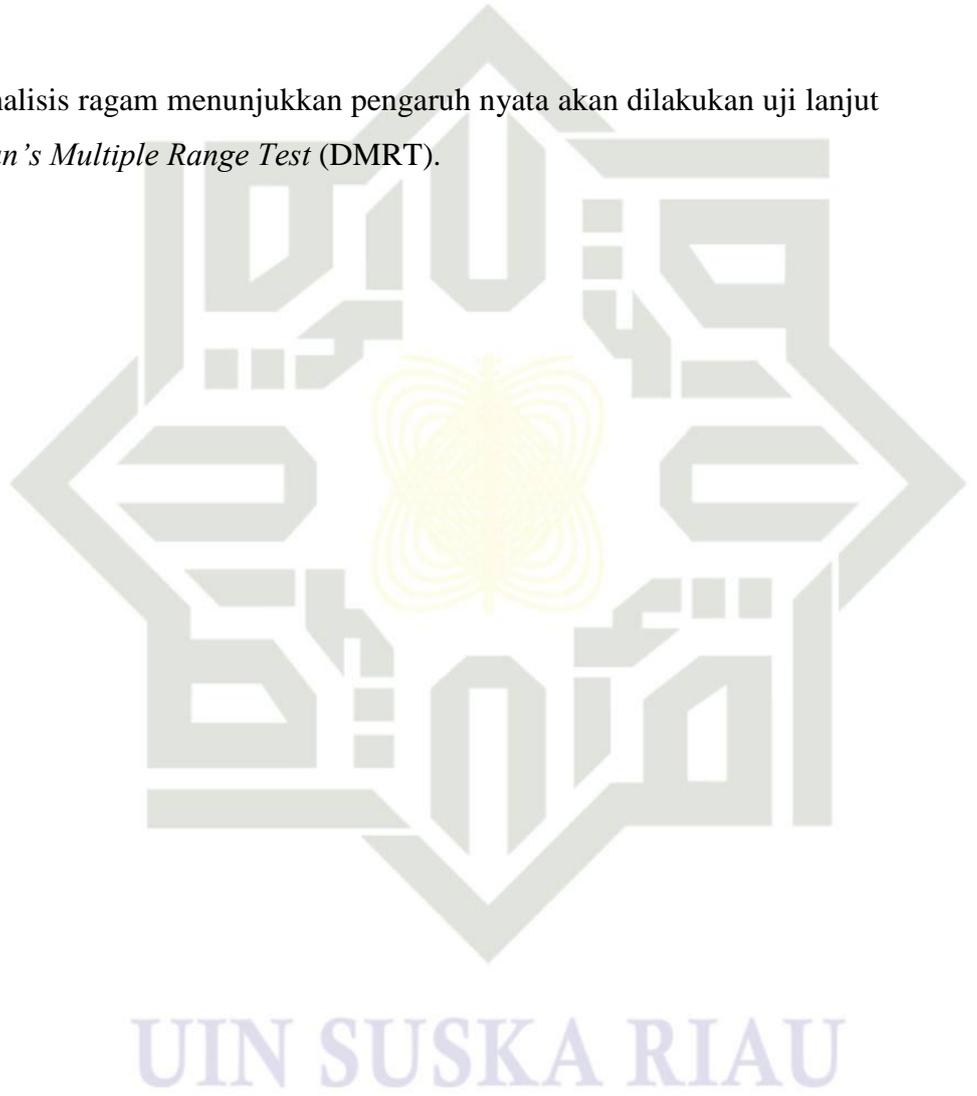 nalisis ragam menunjukkan pengaruh nyata akan dilakukan uji lanjut
n's Multiple Range Test (DMRT).
UIN SUSKA RIAU